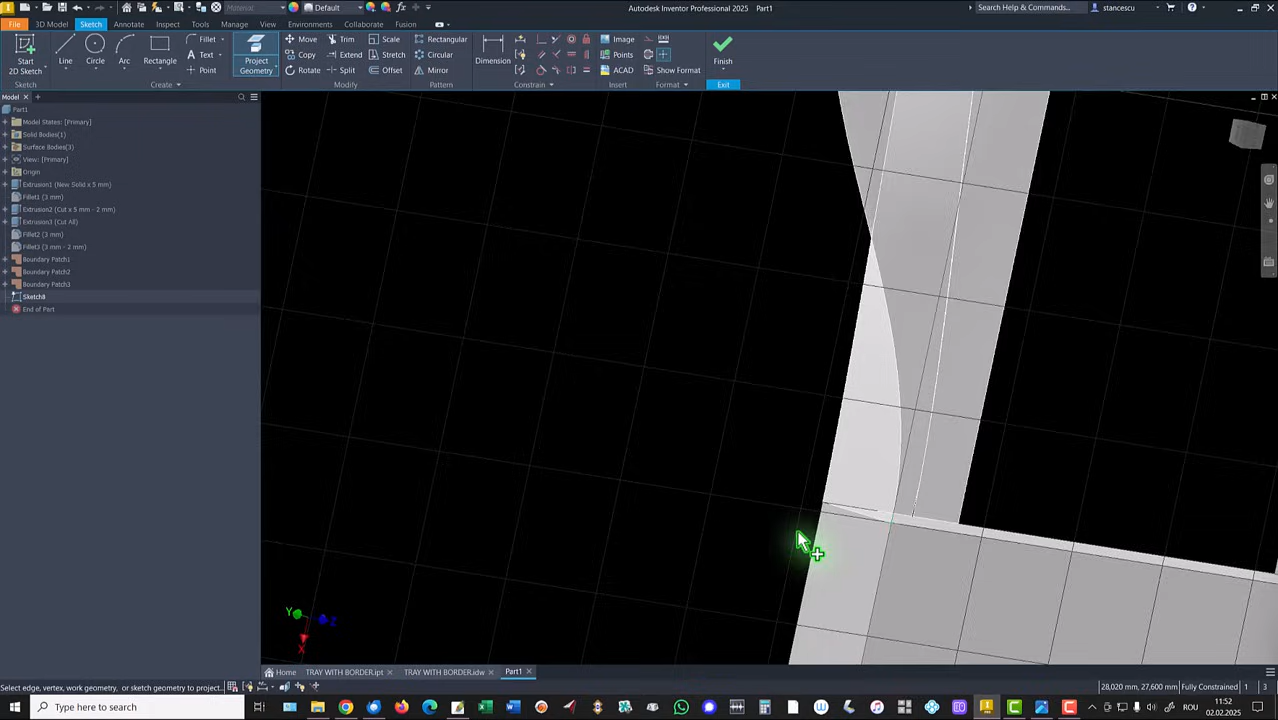 Material
Default
Autodesk Inventor Professional 2025 Part1
Search Help & Commands...
stancescu
File
3D Model
Sketch
Annotate
Inspect
Tools
Manage
View
Environments
Collaborate
Fusion
Start
2D Sketch
Line
Circle
Arc
Rectangle
Fillet
Text
Point
Project
Geometry
Move
Copy
Rotate
Trim
Extend
Split
Scale
Stretch
Offset
Rectangular
Circular
Mirror
Dimension
Image
Points
ACAD
Show Format
Finish
Sketch
Create
Modify
Pattern
Constrain
Insert
Format
Exit
Model
Part1
Model States: [Primary]
Solid Bodies(1)
Surface Bodies(3)
View: [Primary]
Origin
Extrusion1 (New Solid x 5 mm)
Fillet1 (3 mm)
Extrusion2 (Cut x 5 mm - 2 mm)
Extrusion3 (Cut All)
Fillet2 (3 mm)
Fillet3 (3 mm - 2 mm)
Boundary Patch1
Boundary Patch2
Boundary Patch3
Sketch8
End of Part
Y
Z
X
Home
TRAY WITH BORDER.ipt
TRAY WITH BORDER.idw
Part1
Select edge, vertex, work geometry, or sketch geometry to project...
28,020 mm, 27,600 mm
Fully Constrained
1
3
Type here to search
ROU
11:52
02.02.2025